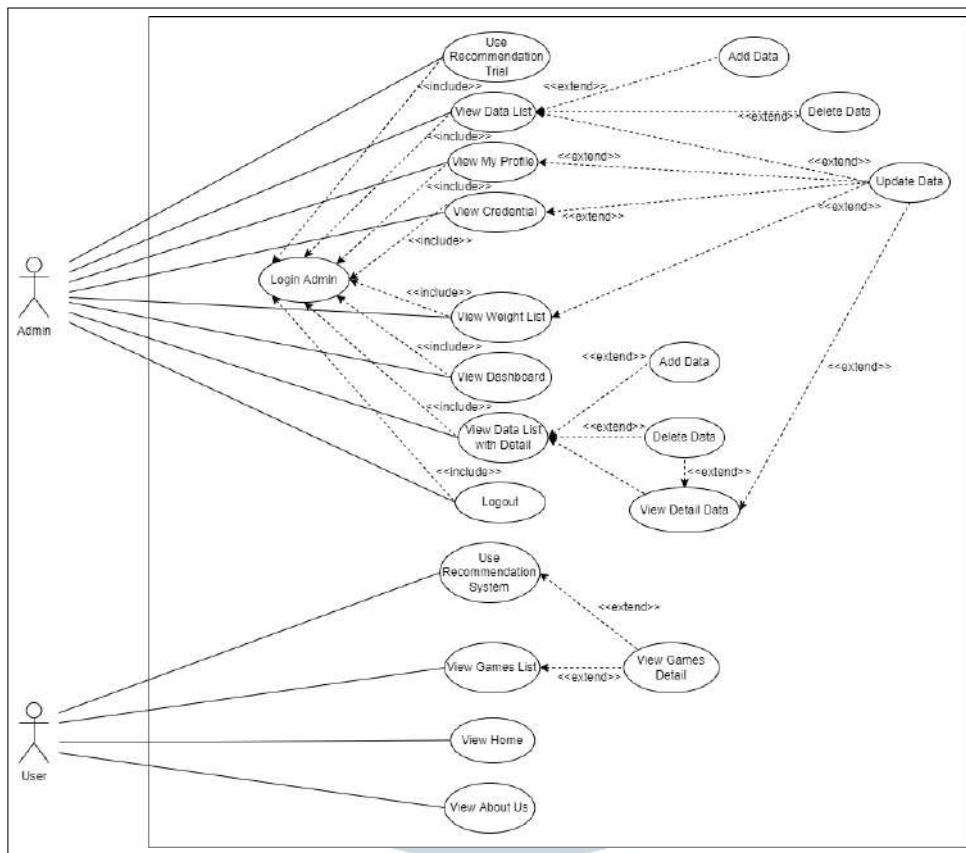 Use
Recommendation
Trial
Add Data
<<include>>
<<extend>>
View Data List
Delete Data
<<extend>>
<<include>>
View My Profile
<<extend>>
<<extend>>
Update Data
<<include>>
View Credential
<<extend>>
<<extend>>
<<include>>
Login Admin
Admin
<<include>>
View Weight List
<<include>>
<<extend>>
Add Data
View Dashboard
<<extend>>
<<include>>
View Data List
with Detail
<<extend>>
Delete Data
<<include>>
<<extend>>
Logout
View Detail Data
Use
Recommendation
System
<<extend>>
View Games List
<<extend>>
View Games
Detail
View Home
User
View About Us